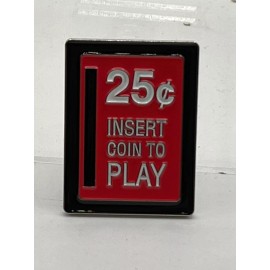 25¢
INSERT
COIN TO
PLAY